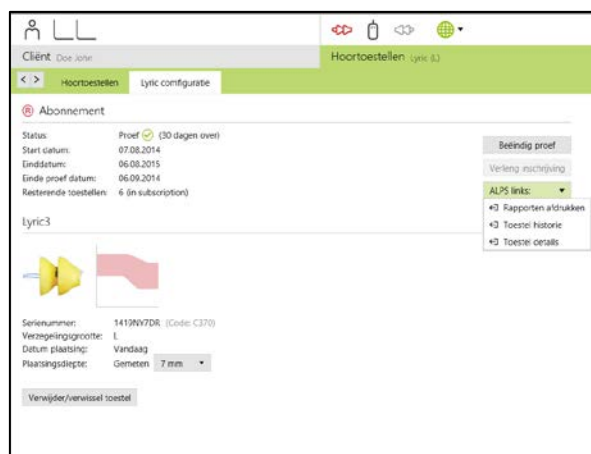 Cliënt Doe John
Hoortoestellen Lyric (L)
Hoortoestellen
Lyric configuratie
R Abonnement
Status: Proef (30 dagen over)
Start datum: 07.08.2014
Einddatum: 06.08.2015
Einde proef datum: 06.09.2014
Resterende toestellen: 6 (in subscription)
Beëindig proef
Verleng inschrijving
ALPS links:
Rapporten afdrukken
Toestel historie
Toestel details
Lyric3
Serienummer: 1419NY7DR (Code: C370)
Verzegelingsgrootte: L
Datum plaatsing: Vandaag
Plaatsingsdiepte: Gemeten 7 mm
Verwijder/verwissel toestel